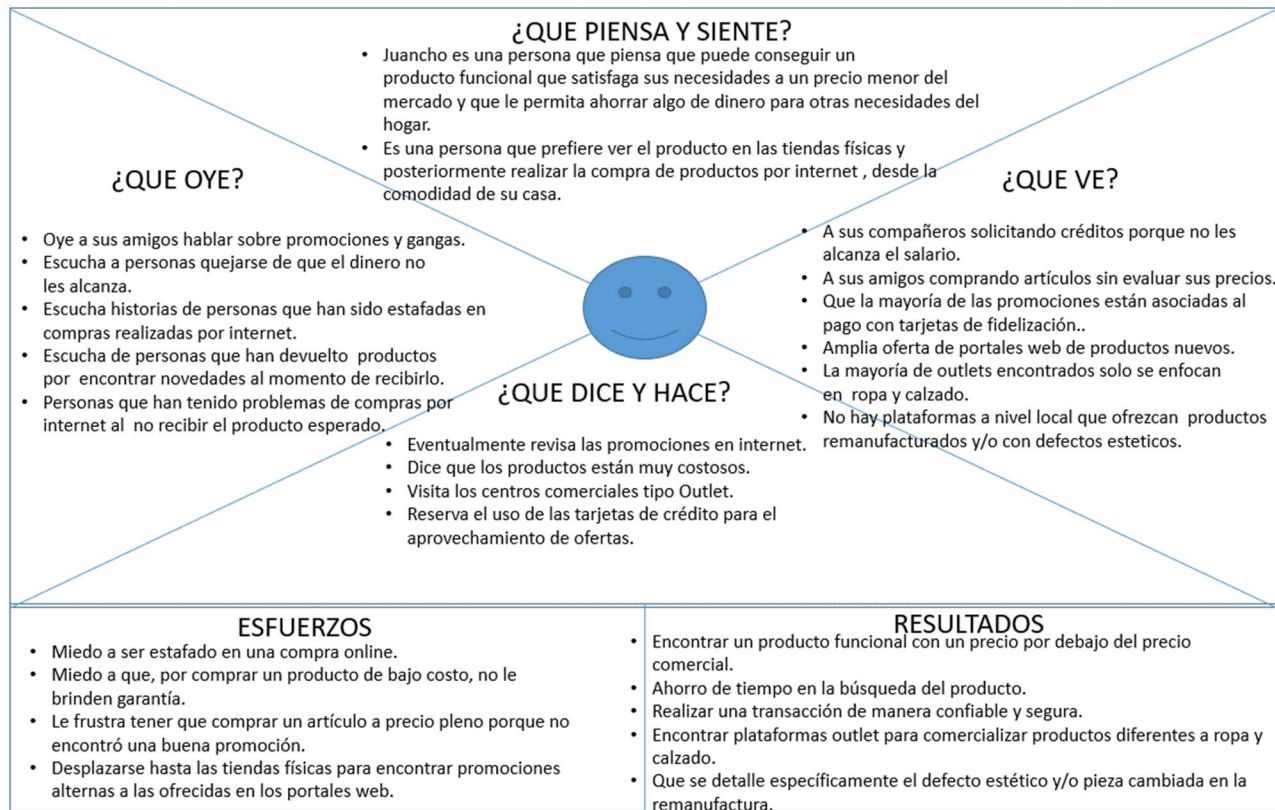 ¿QUE PIENSA Y SIENTE?
• Juancho es una persona que piensa que puede conseguir un
producto funcional que satisfaga sus necesidades a un precio menor del
mercado y que le permita ahorrar algo de dinero para otras necesidades del
hogar.
• Es una persona que prefiere ver el producto en las tiendas físicas y
posteriormente realizar la compra de productos por internet , desde la
comodidad de su casa.
¿QUE OYE?
• Oye a sus amigos hablar sobre promociones y gangas.
• Escucha a personas quejarse de que el dinero no
les alcanza.
• Escucha historias de personas que han sido estafadas en
compras realizadas por internet.
• Escucha de personas que han devuelto productos
por encontrar novedades al momento de recibirlo.
• Personas que han tenido problemas de compras por
internet al no recibir el producto esperado.
¿QUE VE?
• A sus compañeros solicitando créditos porque no les
alcanza el salario.
• A sus amigos comprando artículos sin evaluar sus precios.
• Que la mayoría de las promociones están asociadas al
pago con tarjetas de fidelización..
• Amplia oferta de portales web de productos nuevos.
• La mayoría de outlets encontrados solo se enfocan
en ropa y calzado.
• No hay plataformas a nivel local que ofrezcan productos
remanufacturados y/o con defectos esteticos.
¿QUE DICE Y HACE?
• Eventualmente revisa las promociones en internet.
• Dice que los productos están muy costosos.
• Visita los centros comerciales tipo Outlet.
• Reserva el uso de las tarjetas de crédito para el
aprovechamiento de ofertas.
ESFUERZOS
• Miedo a ser estafado en una compra online.
• Miedo a que, por comprar un producto de bajo costo, no le
brinden garantía.
• Le frustra tener que comprar un artículo a precio pleno porque no
encontró una buena promoción.
• Desplazarse hasta las tiendas físicas para encontrar promociones
alternas a las ofrecidas en los portales web.
RESULTADOS
• Encontrar un producto funcional con un precio por debajo del precio
comercial.
• Ahorro de tiempo en la búsqueda del producto.
• Realizar una transacción de manera confiable y segura.
• Encontrar plataformas outlet para comercializar productos diferentes a ropa y
calzado.
• Que se detalle específicamente el defecto estético y/o pieza cambiada en la
remanufactura.